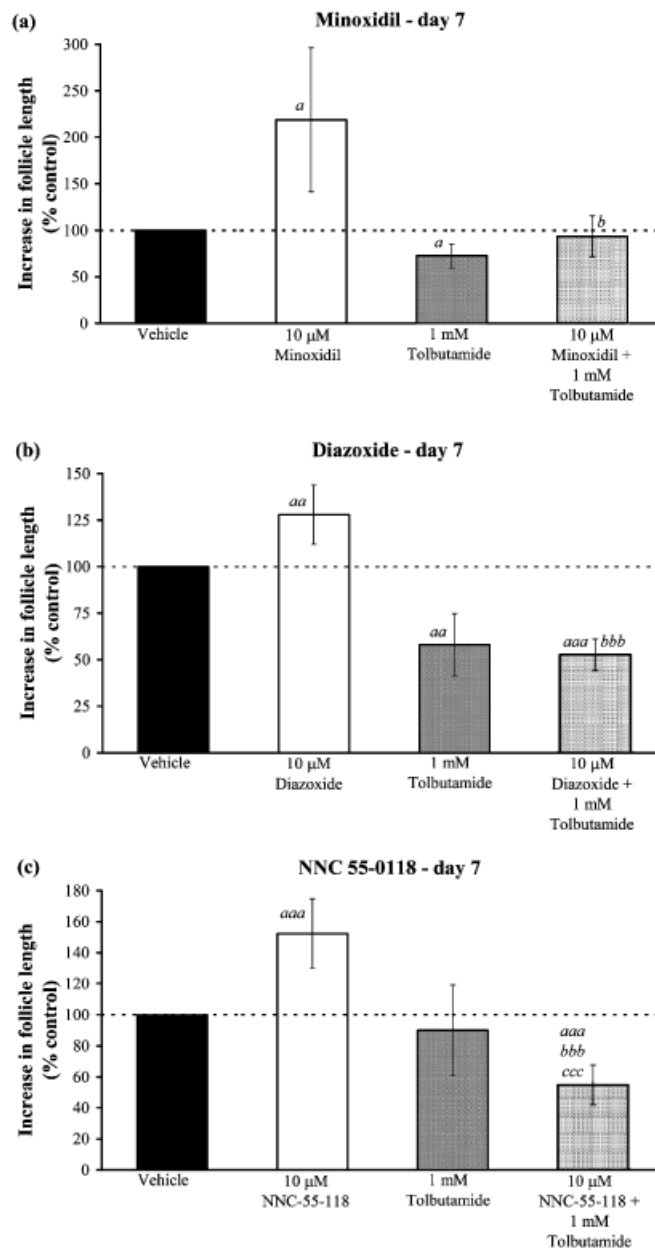 (a)
Minoxidil - day 7
Increase in follicle length
(% control)
300
250
200
150
100
50
0
a
a
b
Vehicle
10 μM
Minoxidil
1 mM
Tolbutamide
10 μM
Minoxidil +
1 mM
Tolbutamide
(b)
Diazoxide - day 7
Increase in follicle length
(% control)
150
125
100
75
50
25
0
aa
aa
aaa bbb
Vehicle
10 μM
Diazoxide
1 mM
Tolbutamide
10 μM
Diazoxide +
1 mM
Tolbutamide
(c)
NNC 55-0118 - day 7
Increase in follicle length
(% control)
180
160
140
120
100
80
60
40
20
0
aaa
aaa
bbb
ccc
Vehicle
10 μM
NNC-55-118
1 mM
Tolbutamide
10 μM
NNC-55-118 +
1 mM
Tolbutamide